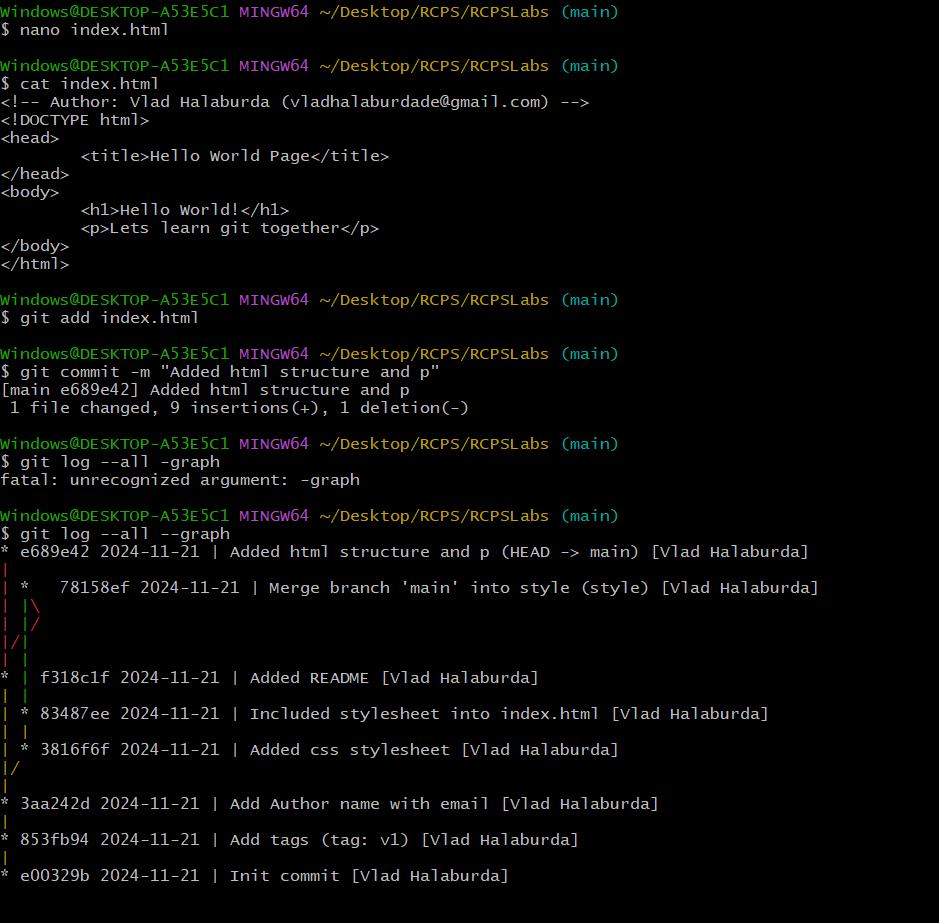 Windows@DESKTOP-A53E5C1 MINGW64 ~/Desktop/RCPS/RCPSLabs (main)
$ nano index.html

Windows@DESKTOP-A53E5C1 MINGW64 ~/Desktop/RCPS/RCPSLabs (main)
$ cat index.html
<!-- Author: Vlad Halaburda (vladhalaburdade@gmail.com) -->
<!DOCTYPE html>
<head>
        <title>Hello World Page</title>
</head>
<body>
        <h1>Hello World!</h1>
        <p>Lets learn git together</p>
</body>
</html>

Windows@DESKTOP-A53E5C1 MINGW64 ~/Desktop/RCPS/RCPSLabs (main)
$ git add index.html

Windows@DESKTOP-A53E5C1 MINGW64 ~/Desktop/RCPS/RCPSLabs (main)
$ git commit -m "Added html structure and p"
[main e689e42] Added html structure and p
 1 file changed, 9 insertions(+), 1 deletion(-)

Windows@DESKTOP-A53E5C1 MINGW64 ~/Desktop/RCPS/RCPSLabs (main)
$ git log --all -graph
fatal: unrecognized argument: -graph

Windows@DESKTOP-A53E5C1 MINGW64 ~/Desktop/RCPS/RCPSLabs (main)
$ git log --all --graph
* e689e42 2024-11-21 | Added html structure and p (HEAD -> main) [Vlad Halaburda]
|
| *   78158ef 2024-11-21 | Merge branch 'main' into style (style) [Vlad Halaburda]
| |\
| |/
|/|
| |
* | f318c1f 2024-11-21 | Added README [Vlad Halaburda]
| |
| * 83487ee 2024-11-21 | Included stylesheet into index.html [Vlad Halaburda]
| |
| * 3816f6f 2024-11-21 | Added css stylesheet [Vlad Halaburda]
|/
|
* 3aa242d 2024-11-21 | Add Author name with email [Vlad Halaburda]
|
* 853fb94 2024-11-21 | Add tags (tag: v1) [Vlad Halaburda]
|
* e00329b 2024-11-21 | Init commit [Vlad Halaburda]